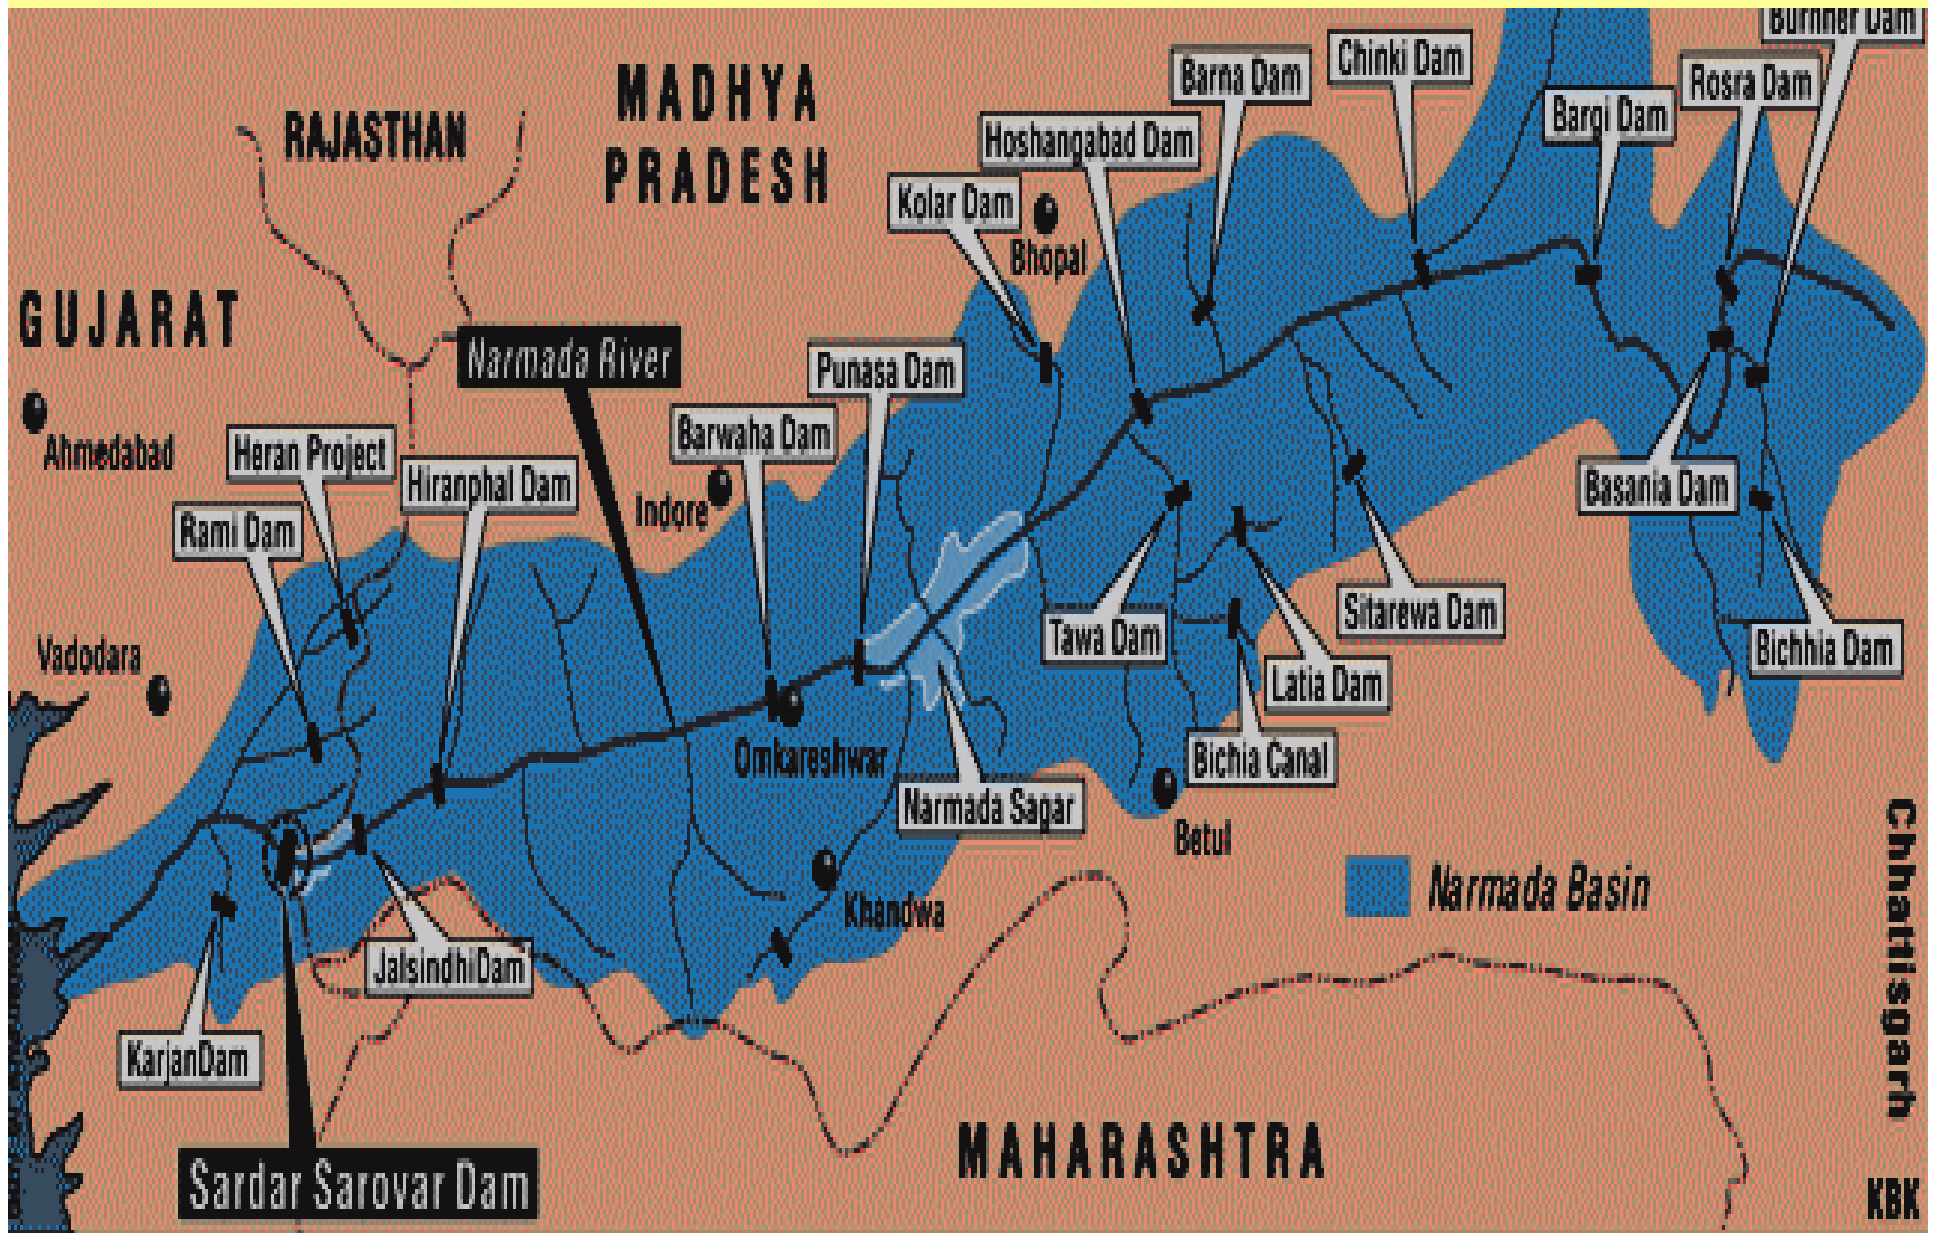 Burhner Dam
Chinki Dam
Barna Dam
Rosra Dam
MADHYA
PRADESH
RAJASTHAN
Bargi Dam
Hoshangabad Dam
Kolar Dam
Bhopal
GUJARAT
Narmada River
Punasa Dam
Ahmedabad
Heran Project
Barwaha Dam
Hiranphal Dam
Indore
Basania Dam
Rami Dam
Sitarewa Dam
Tawa Dam
Vadodara
Bichhia Dam
Latia Dam
Omkareshwar
Bichia Canal
Narmada Sagar
Betul
Narmada Basin
Khandwa
JalsindhiDam
Chhattisgarh
KarjanDam
MAHARASHTRA
Sardar Sarovar Dam
KBK